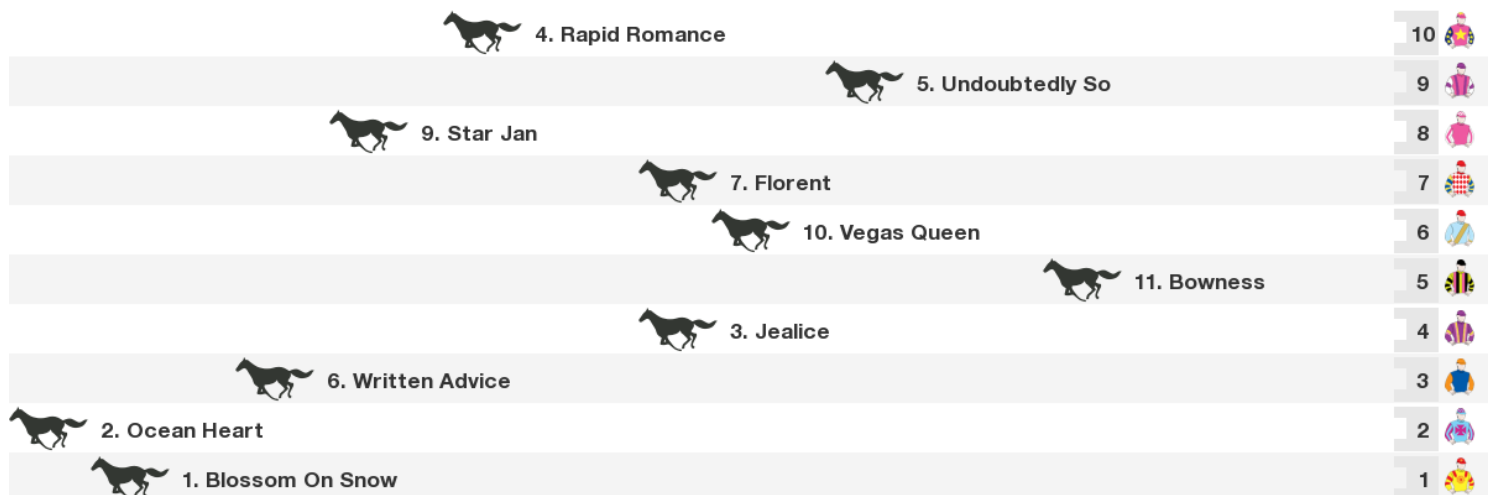 4. Rapid Romance 10
5. Undoubtedly So 9
9. Star Jan 8
7. Florent 7
10. Vegas Queen 6
11. Bowness 5
3. Jealice 4
6. Written Advice 3
2. Ocean Heart 2
1. Blossom On Snow 1